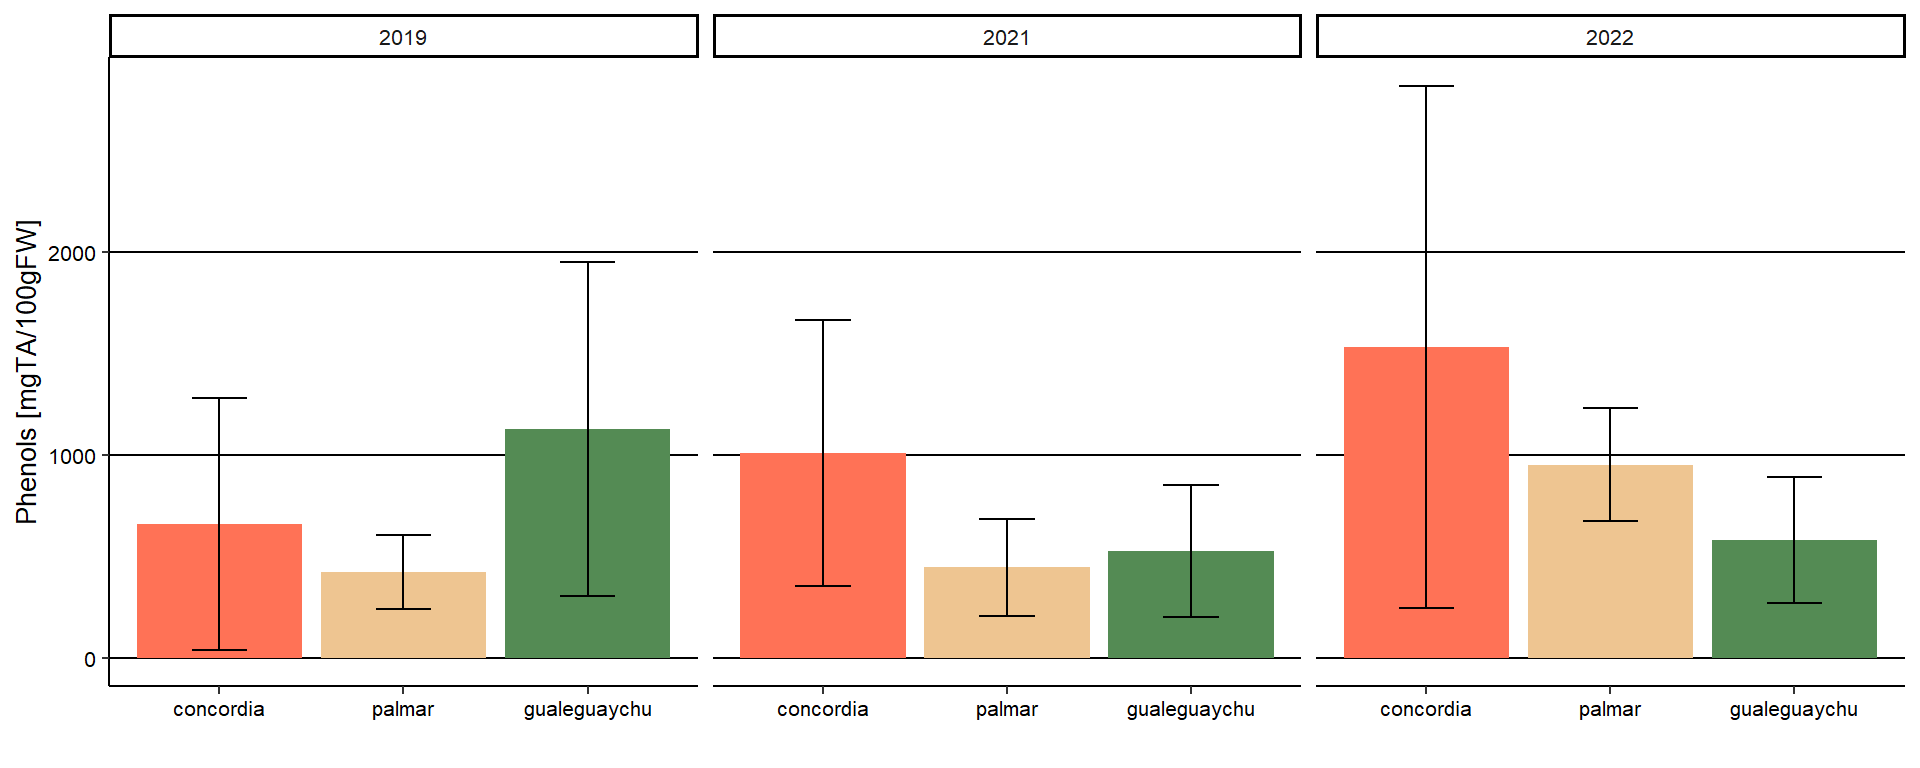 2019
2021
2022
Phenols [mgTA/100gFW]
2000
1000
0
concordia
palmar
gualeguaychu
concordia
palmar
gualeguaychu
concordia
palmar
gualeguaychu